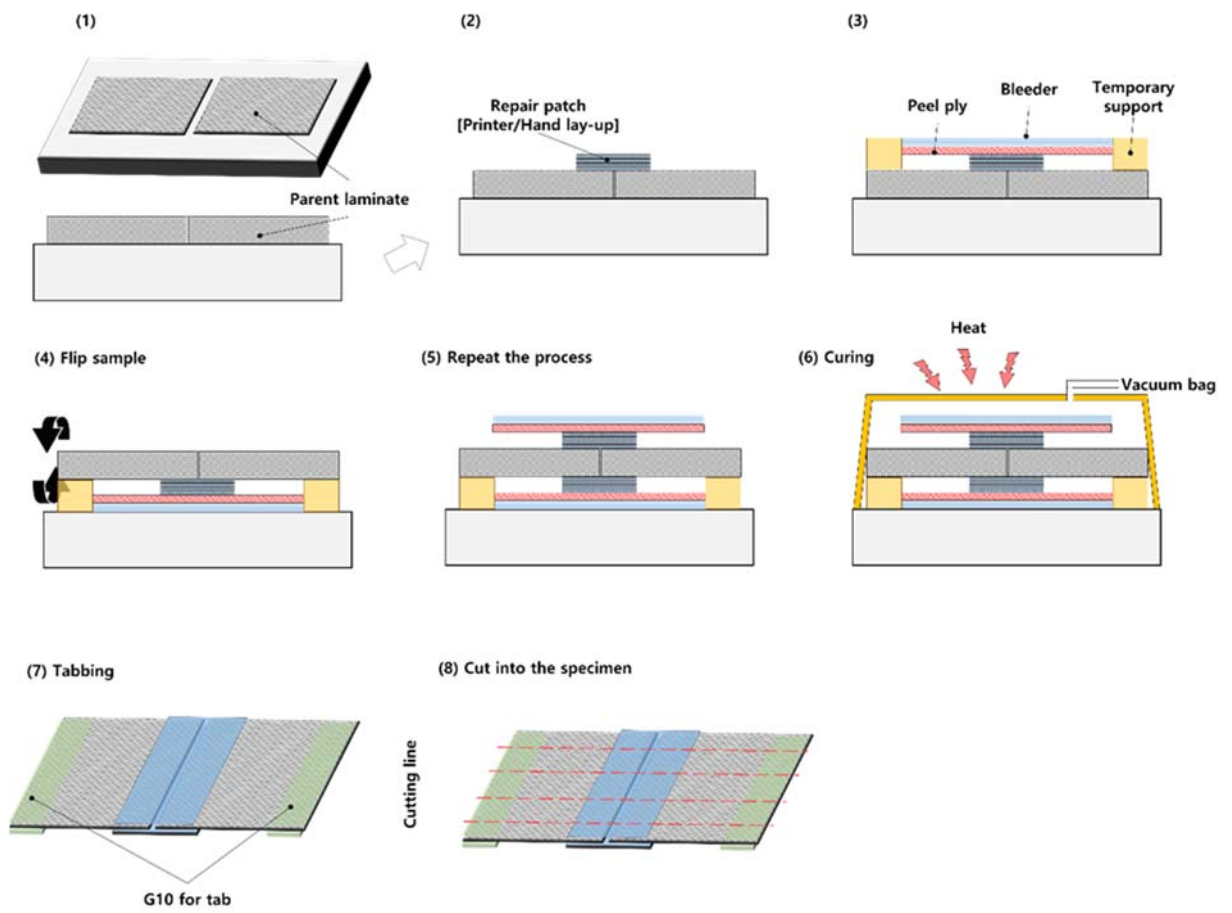 (1)
(2)
(3)
Repair patch
[Printer/Hand lay-up]
Peel ply
Bleeder
Temporary
support
Parent laminate
(4) Flip sample
(5) Repeat the process
(6) Curing
Heat
Vacuum bag
(7) Tabbing
(8) Cut into the specimen
G10 for tab
Cutting line